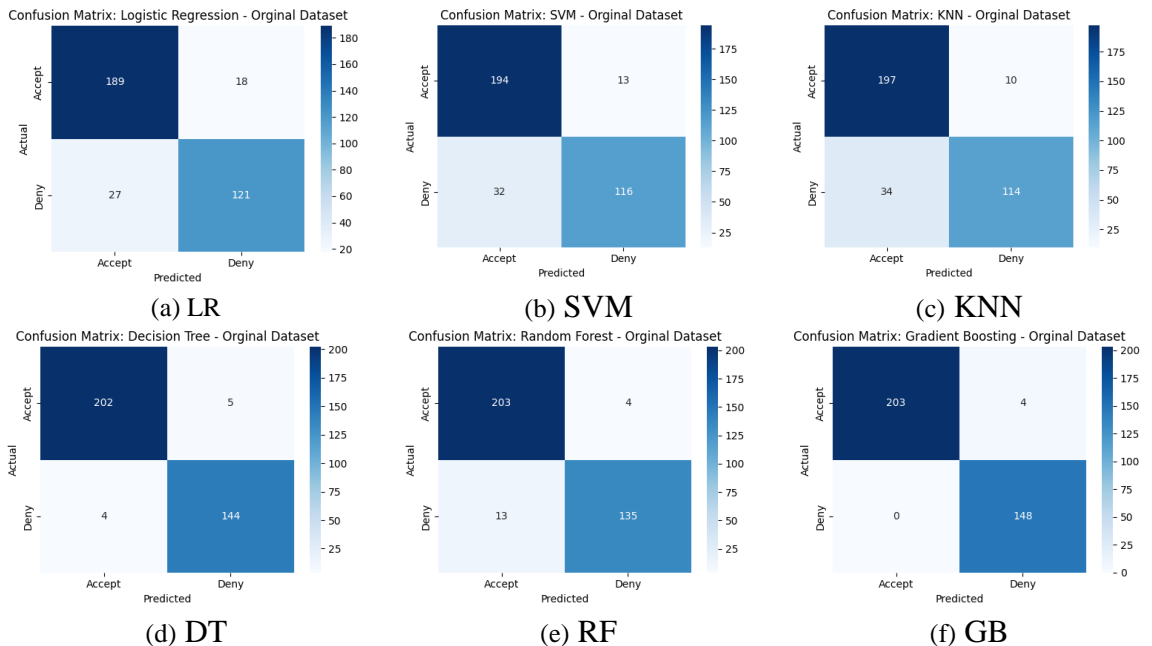 Confusion Matrix: Logistic Regression - Orginal Dataset
Accept
Deny
Actual
189
18
27
121
Accept
Deny
Predicted
180
160
140
120
100
80
60
40
20
(a) LR
Confusion Matrix: SVM - Orginal Dataset
Accept
Deny
Actual
194
13
32
116
Accept
Deny
Predicted
175
150
125
100
75
50
25
(b) SVM
Confusion Matrix: KNN - Orginal Dataset
Accept
Deny
Actual
197
10
34
114
Accept
Deny
Predicted
175
150
125
100
75
50
25
(c) KNN
Confusion Matrix: Decision Tree - Orginal Dataset
Accept
Deny
Actual
202
5
4
144
Accept
Deny
Predicted
200
175
150
125
100
75
50
25
(d) DT
Confusion Matrix: Random Forest - Orginal Dataset
Accept
Deny
Actual
203
4
13
135
Accept
Deny
Predicted
200
175
150
125
100
75
50
25
(e) RF
Confusion Matrix: Gradient Boosting - Orginal Dataset
Accept
Deny
Actual
203
4
0
148
Accept
Deny
Predicted
200
175
150
125
100
75
50
25
0
(f) GB